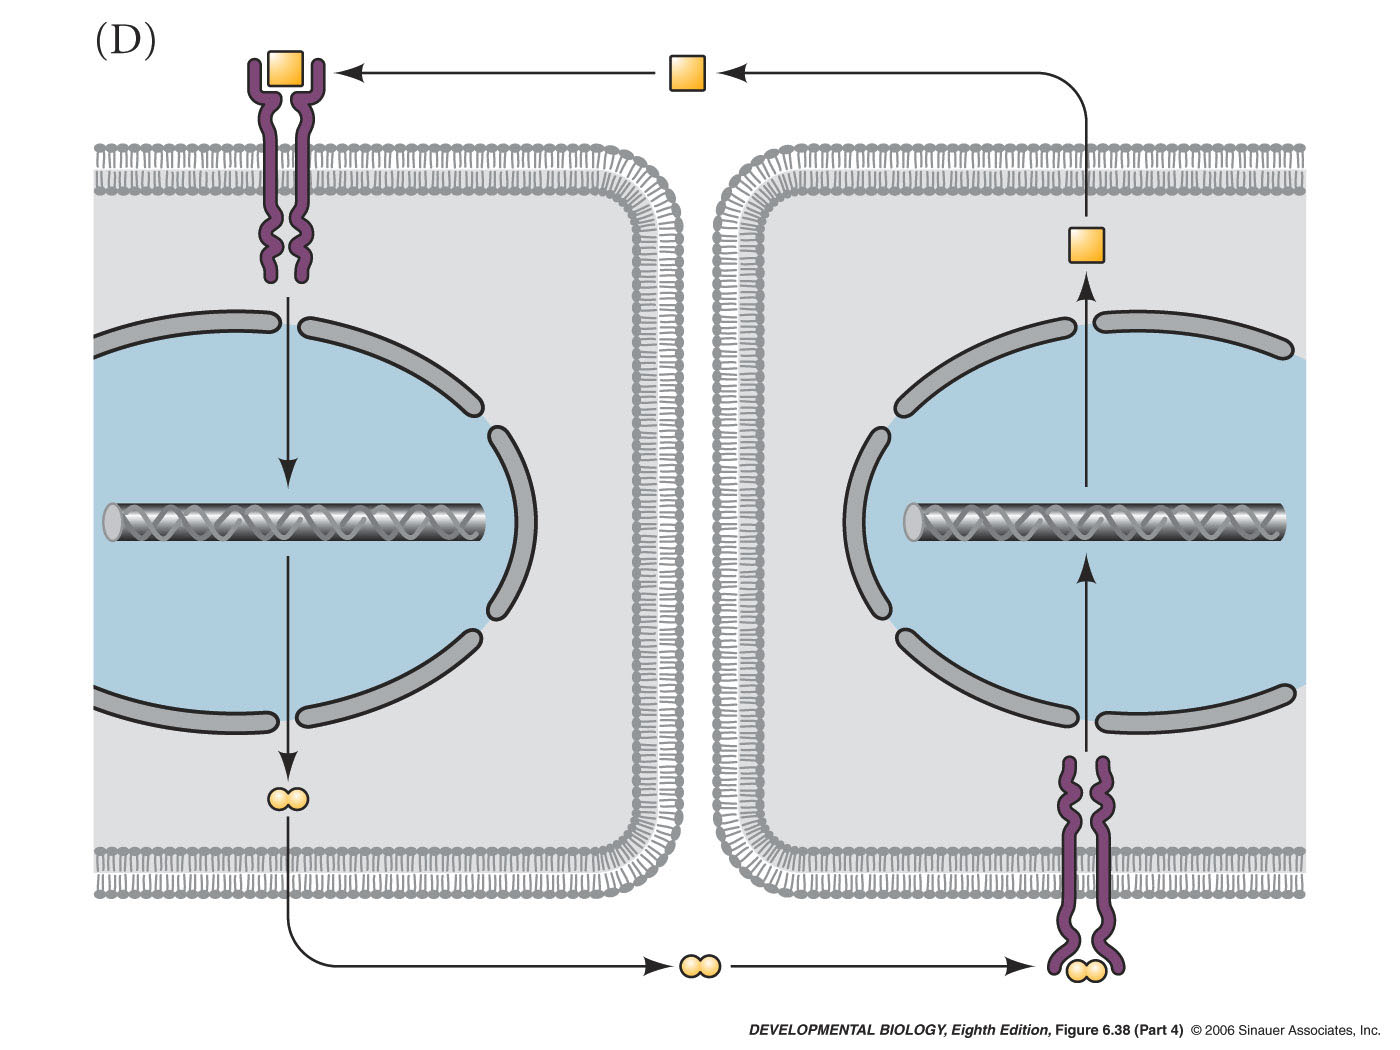 (D)
DEVELOPMENTAL BIOLOGY, Eighth Edition, Figure 6.38 (Part 4) © 2006 Sinauer Associates, Inc.